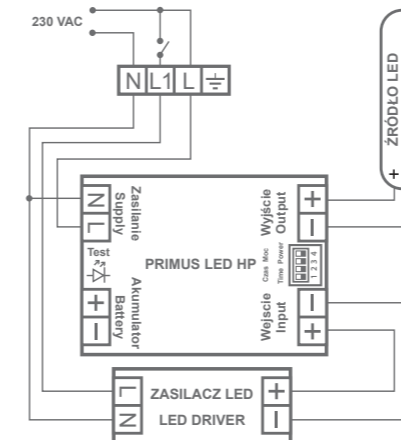 230 VAC
N L1 L
ŹRÓDŁO LED
+
N
L
Zasilanie
Supply
Wyjście
Output
+
−
Test
PRIMUS LED HP
Czas Moc
Time Power
1 2 3 4
+
−
Akumulator
Battery
Wejście
Input
−
+
L
ZASILACZ LED
+
N
LED DRIVER
−